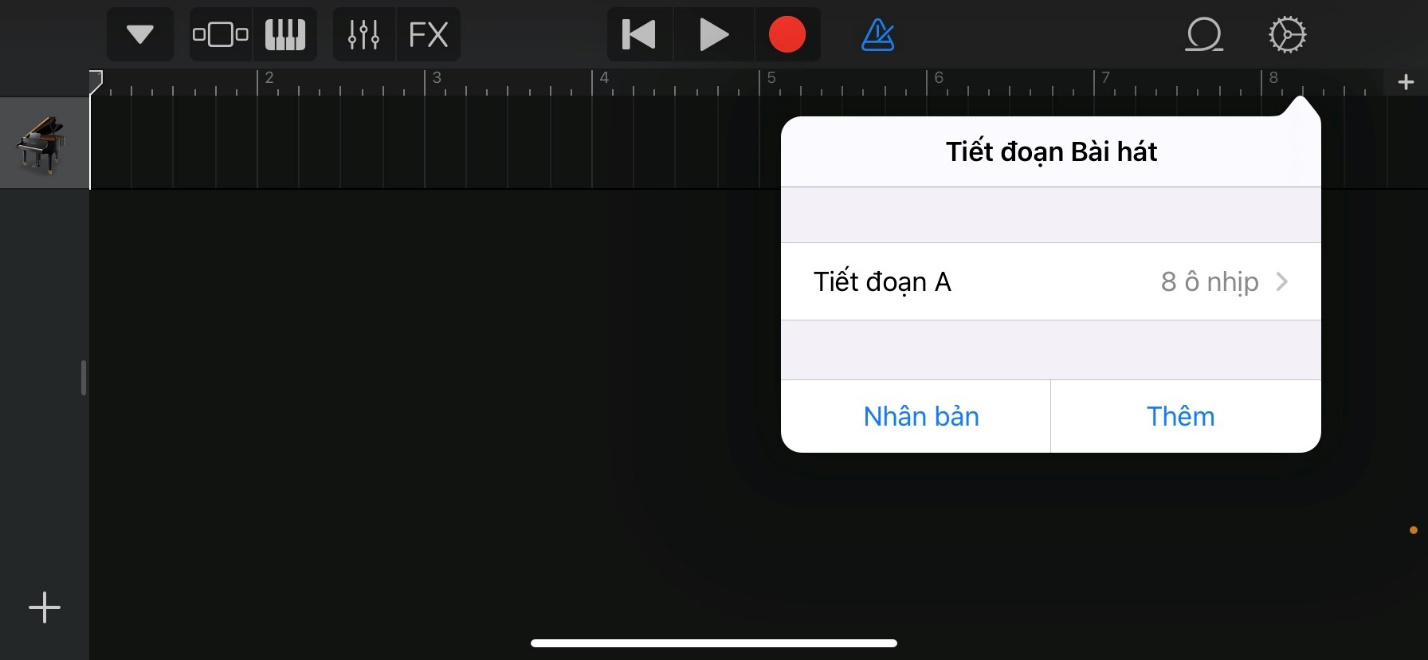 FX
2 3 4 5 6 7 8
Tiết đoạn Bài hát
Tiết đoạn A 8 ô nhịp
Nhân bản Thêm